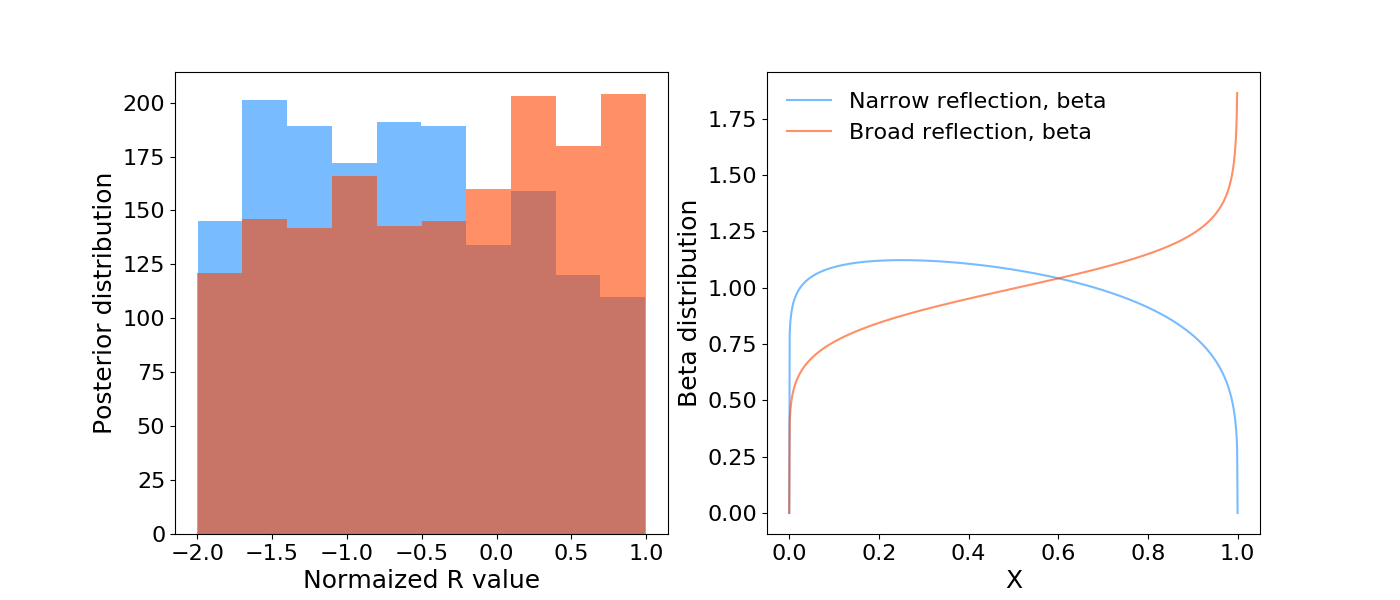 Posterior distribution
200
175
150
125
100
75
50
25
0
−2.0 −1.5 −1.0 −0.5 0.0 0.5 1.0
Normaized R value
Beta distribution
1.75
1.50
1.25
1.00
0.75
0.50
0.25
0.00
Narrow reflection, beta
Broad reflection, beta
0.0 0.2 0.4 0.6 0.8 1.0
X